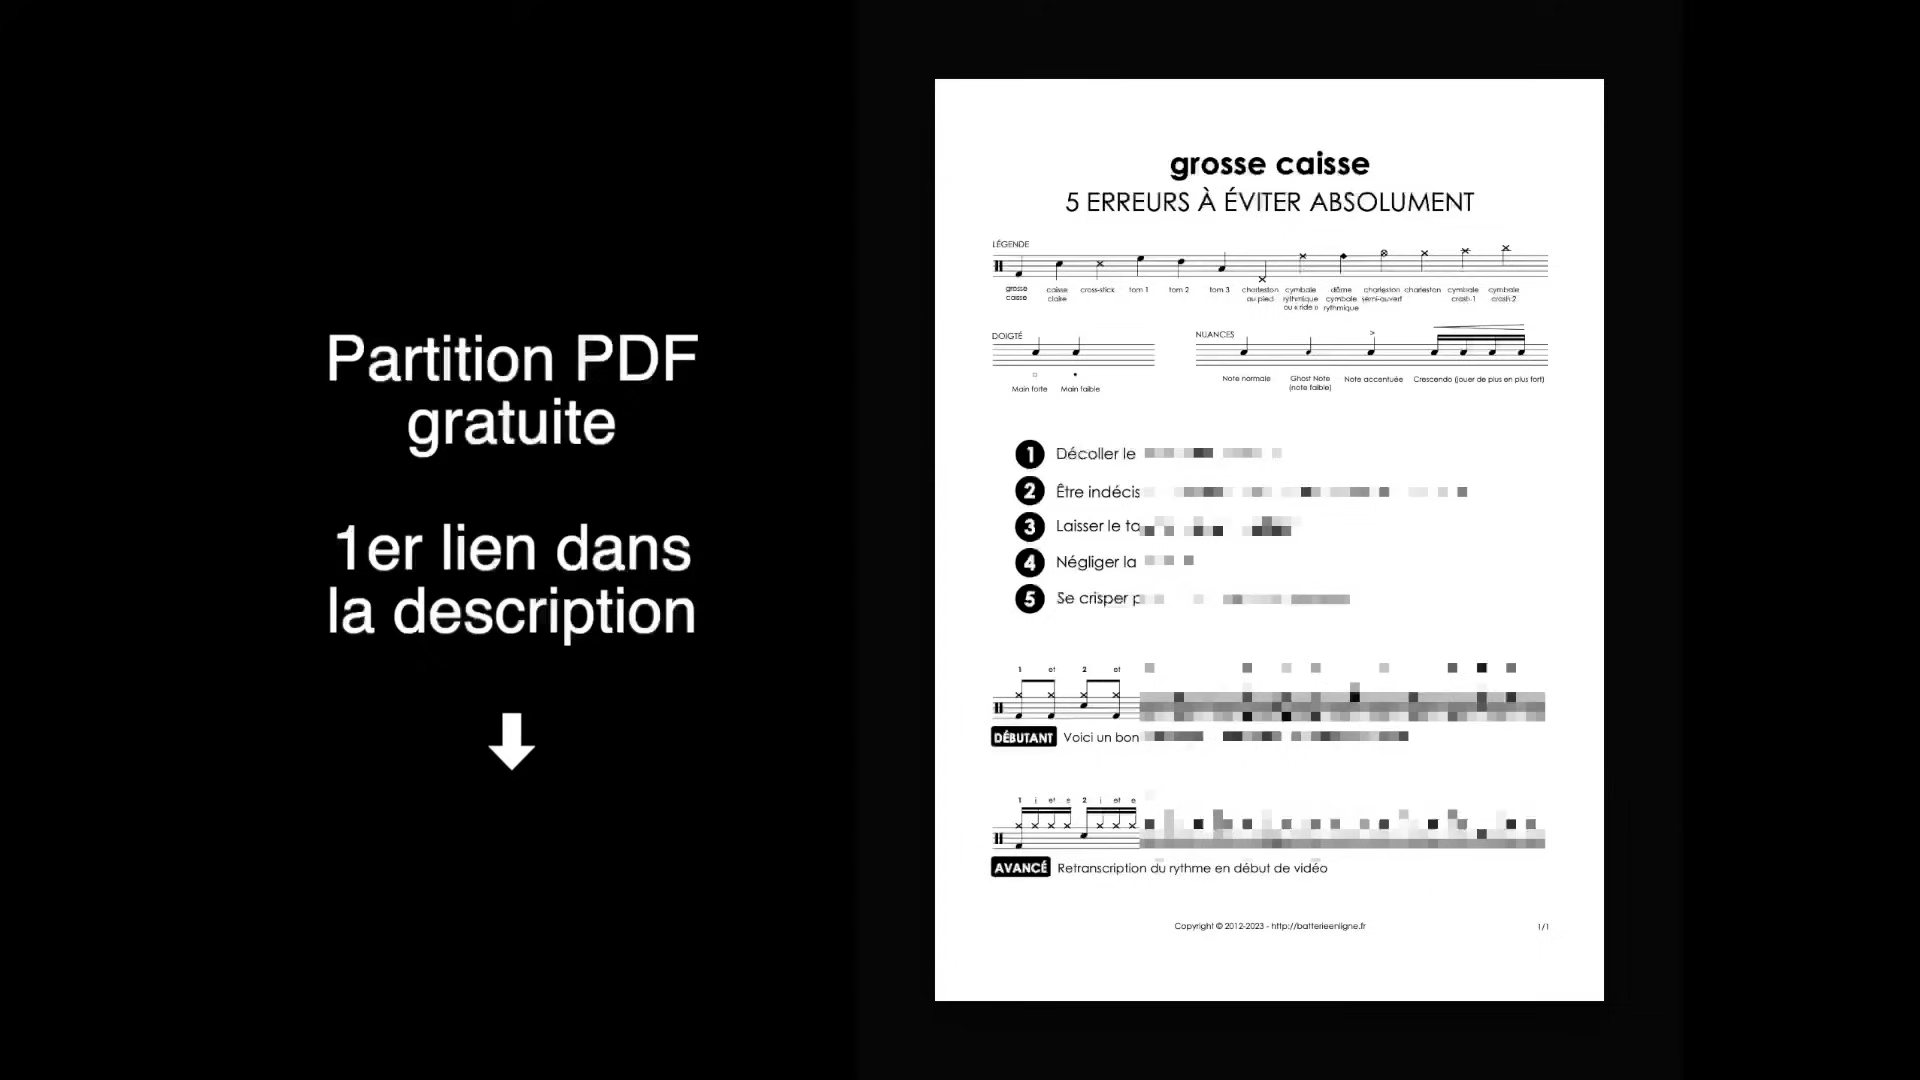 Partition PDF
gratuite
1er lien dans
la description
grosse caisse
5 ERREURS À ÉVITER ABSOLUMENT
LÉGENDE
grosse caisse
caisse claire
cross-stick
tom 1
tom 2
tom 3
charleston au pied
cymbale rythmique ou « ride »
dôme cymbale rythmique
charleston semi-ouvert
charleston
cymbale crash 1
cymbale crash 2
DOIGTÉ
Main forte
Main faible
NUANCES
Note normale
Ghost Note (note faible)
Note accentuée
Crescendo (jouer de plus en plus fort)
1 Décoller le
2 Être indécis
3 Laisser le
4 Négliger la
5 Se crisper
1 et 2 et
DÉBUTANT Voici un bon
1 i et e 2 i et e
AVANCÉ Retranscription du rythme en début de vidéo
Copyright © 2012-2023 - http://batterieenligne.fr
1/1